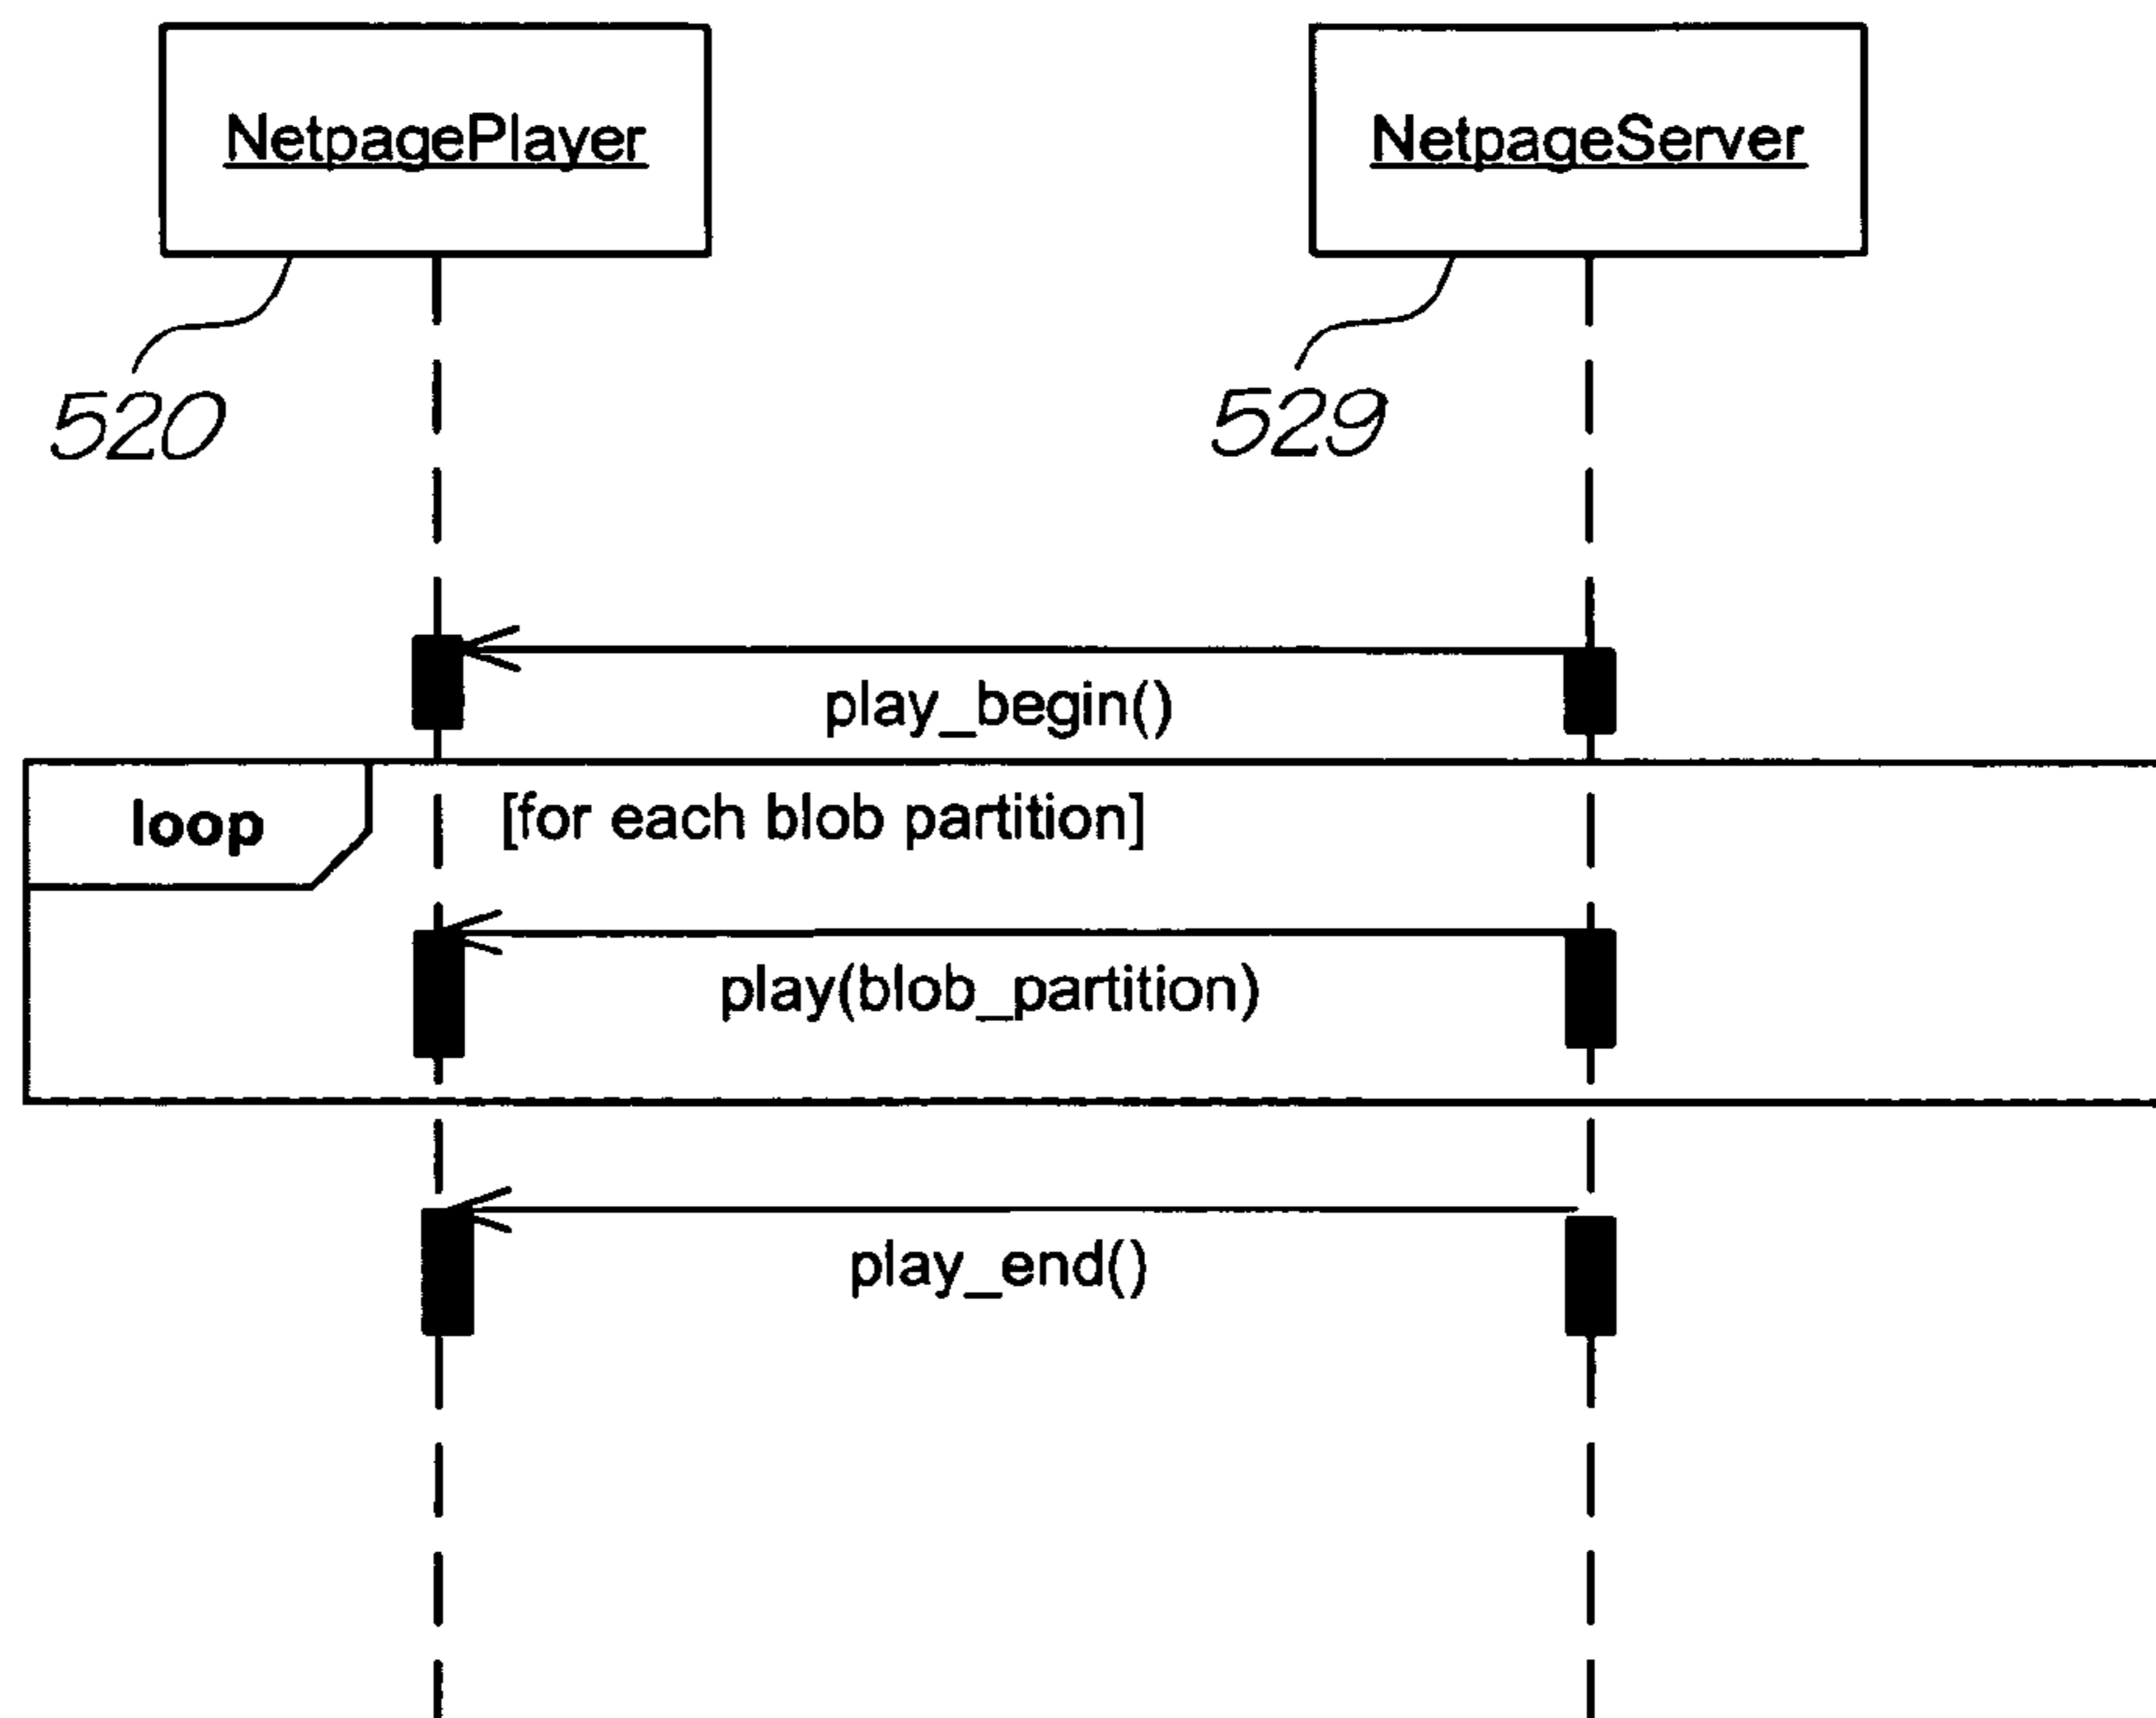 NetpagePlayer
NetpageServer
520
529
play_begin()
loop
[for each blob partition]
play(blob_partition)
play_end()